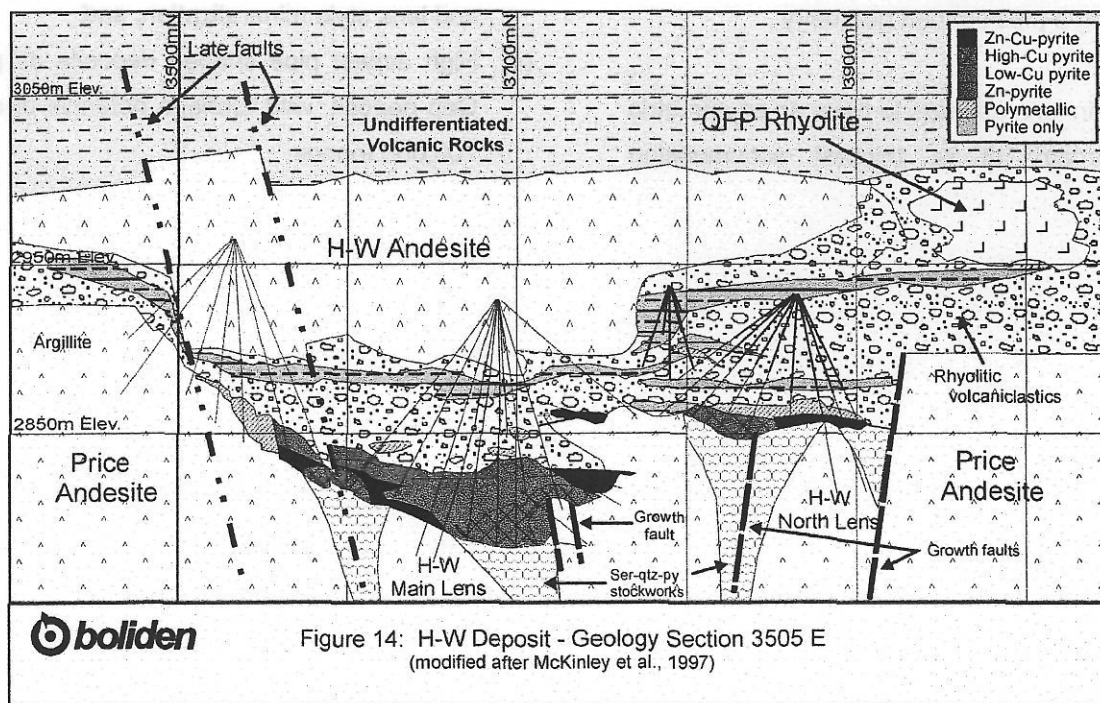 3500mN
3700mN
3900mN
Late faults
3050m Elev.
Undifferentiated
Volcanic Rocks
QFP Rhyolite
Zn-Cu-pyrite
High-Cu pyrite
Low-Cu pyrite
Zn-pyrite
Polymetallic
Pyrite only
2950m Elev.
H-W Andesite
Argillite
Rhyolitic
volcaniclastics
2850m Elev.
Price
Andesite
H-W
Main Lens
Growth
fault
Ser-qtz-py
stockworks
H-W
North Lens
Price
Andesite
Growth faults
boliden
Figure 14: H-W Deposit - Geology Section 3505 E
(modified after McKinley et al., 1997)